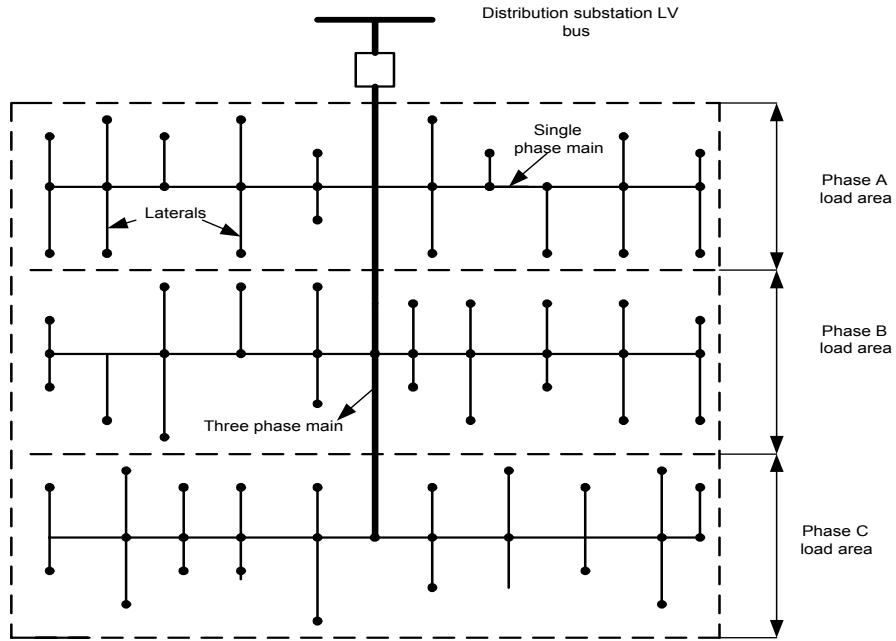 Distribution substation LV
bus
Single
phase main
Phase A
load area
Laterals
Phase B
load area
Three phase main
Phase C
load area